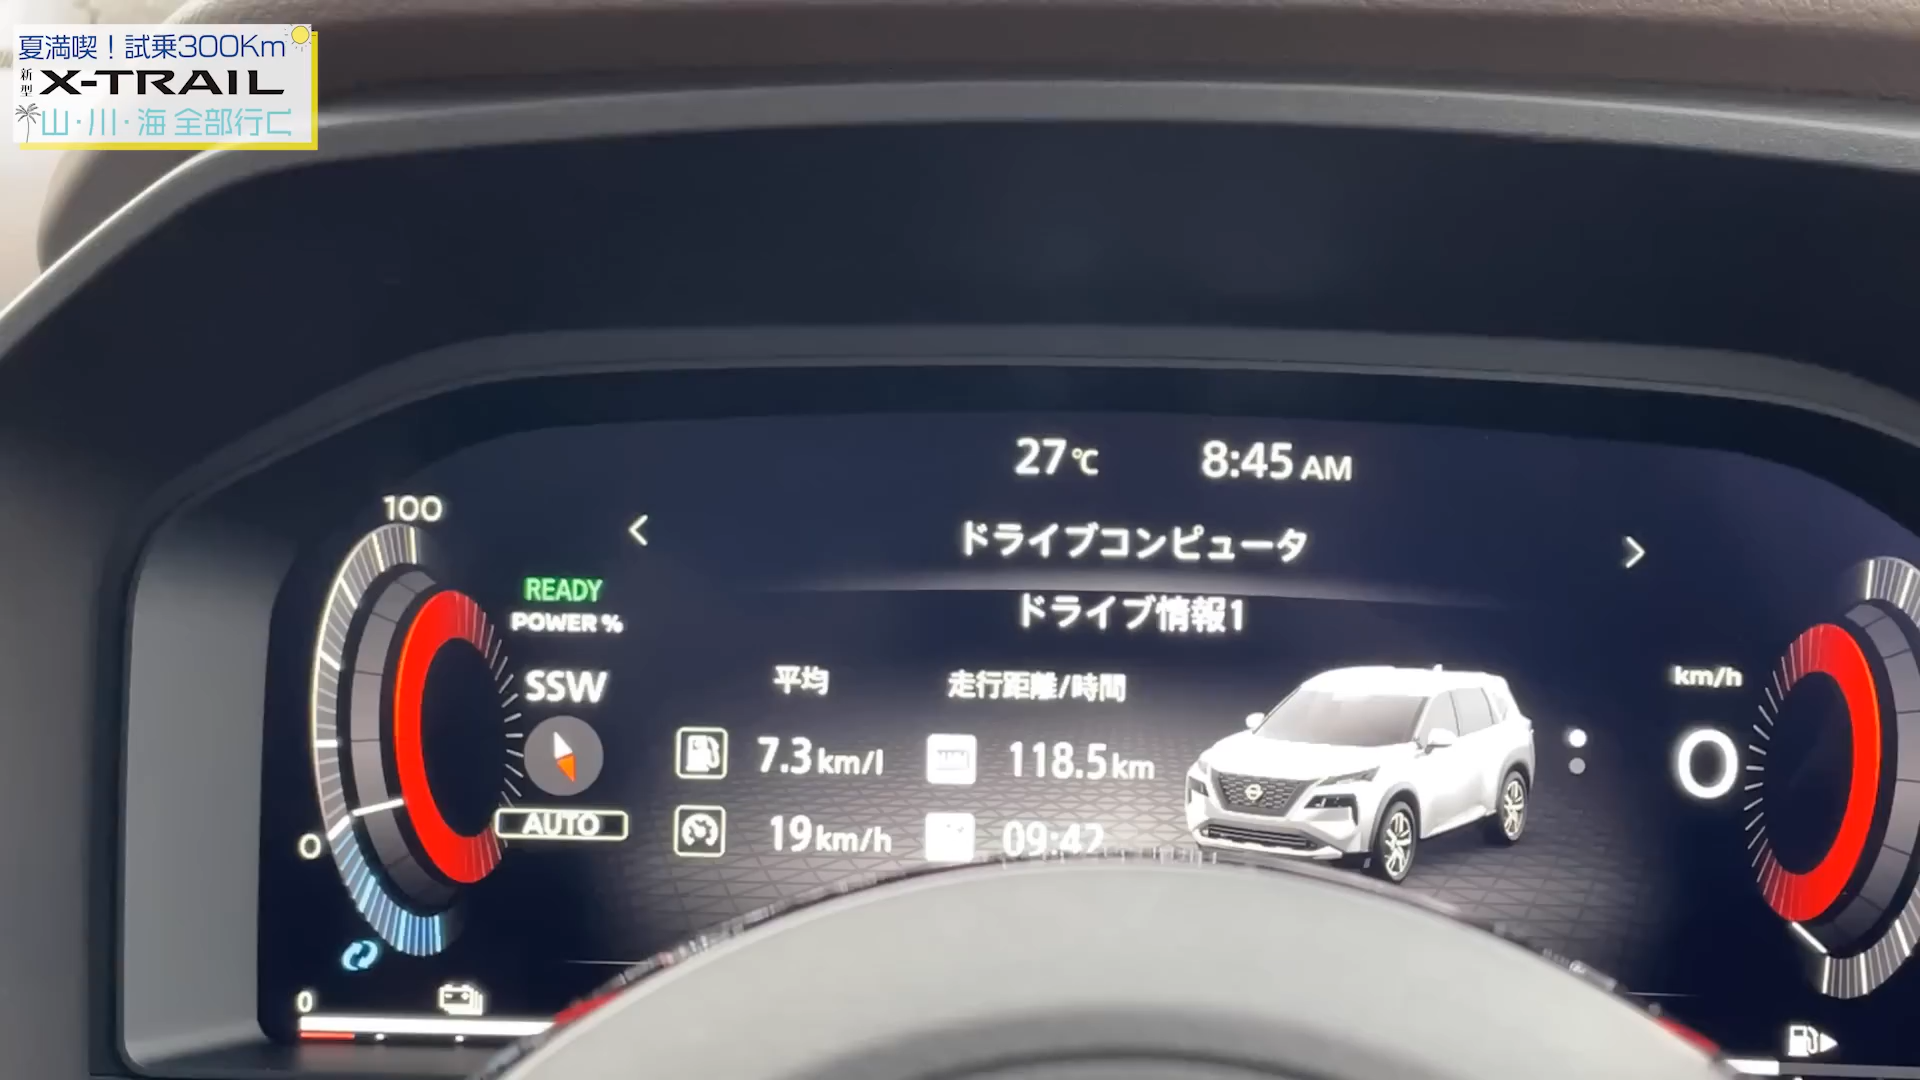 夏満喫！試乗300Km
新型 X-TRAIL
山・川・海 全部行ﾋ
27℃ 8:45 AM
ドライブコンピュータ
ドライブ情報1
100
READY
POWER %
SSW
AUTO
0
0
平均 走行距離/時間
7.3 km/l 118.5 km
19 km/h 09:42
km/h
0